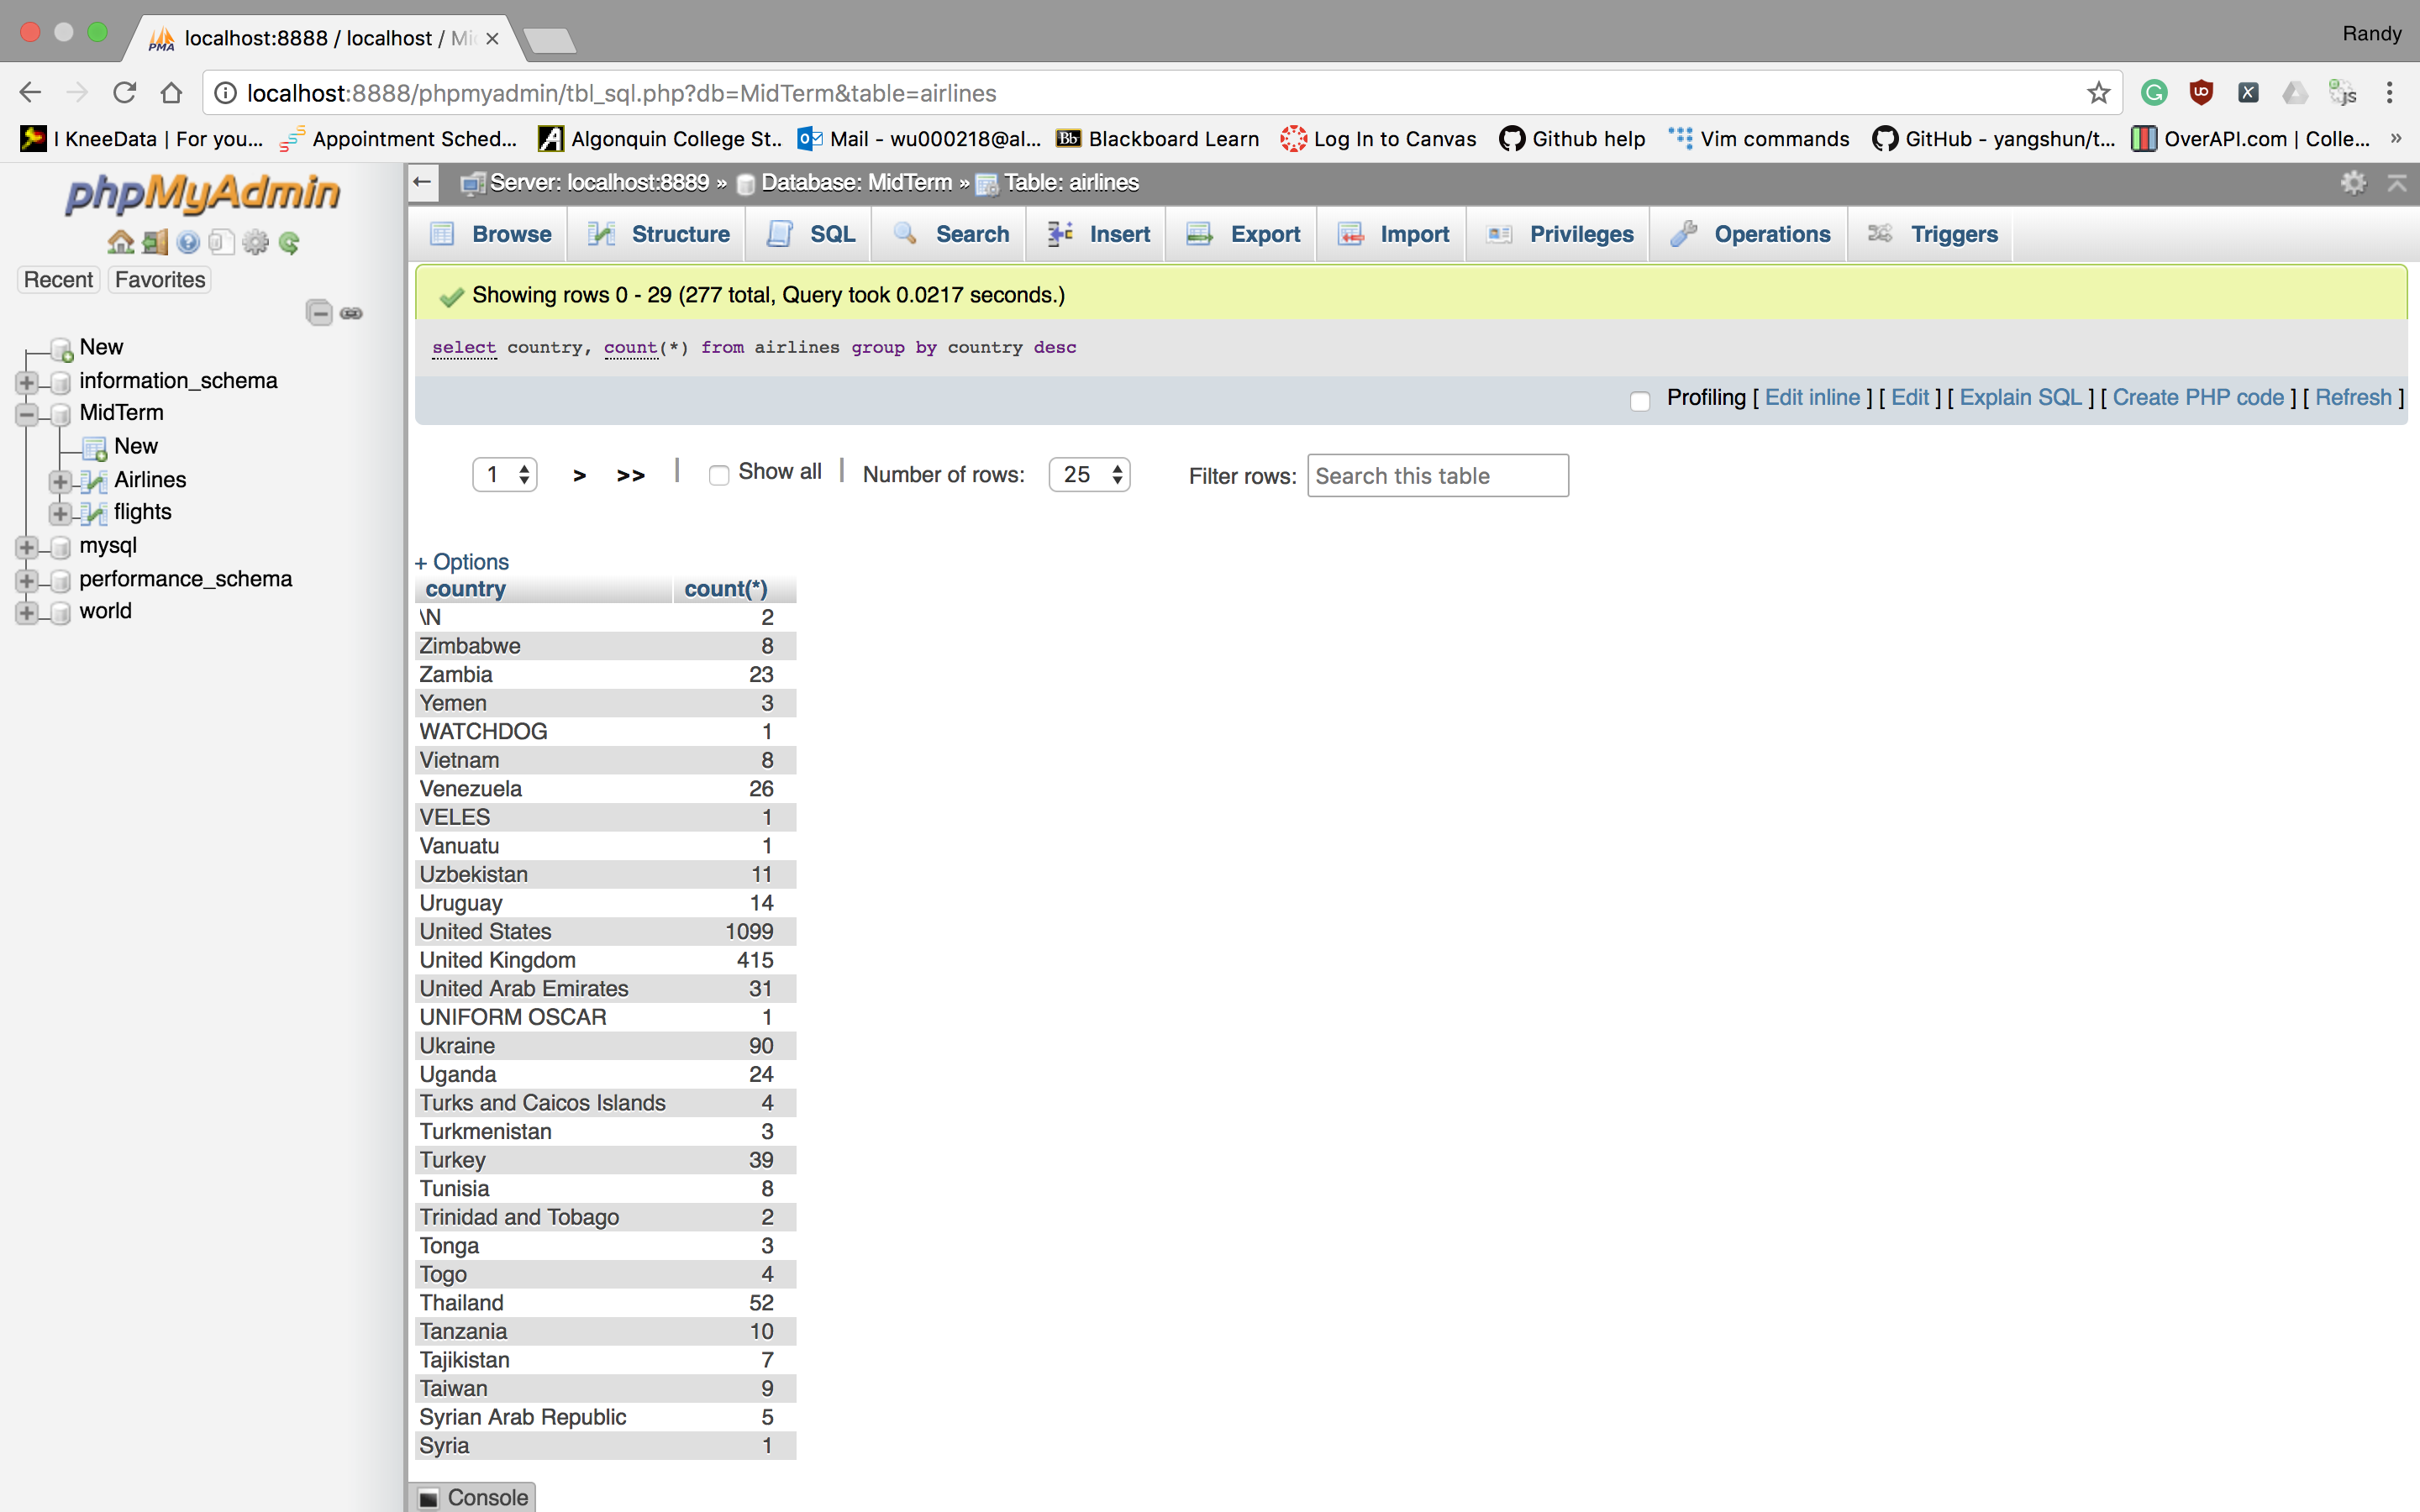 localhost:8888 / localhost / Mi
Randy
localhost:8888/phpmyadmin/tbl_sql.php?db=MidTerm&table=airlines
I KneeData | For you... Appointment Sched... Algonquin College St... Mail - wu000218@al... Blackboard Learn Log In to Canvas Github help Vim commands GitHub - yangshun/t... OverAPI.com | Colle... »
phpMyAdmin
Recent Favorites
New
information_schema
MidTerm
New
Airlines
flights
mysql
performance_schema
world
Server: localhost:8889 » Database: MidTerm » Table: airlines
Browse Structure SQL Search Insert Export Import Privileges Operations Triggers
Showing rows 0 - 29 (277 total, Query took 0.0217 seconds.)
select country, count(*) from airlines group by country desc
Profiling [ Edit inline ] [ Edit ] [ Explain SQL ] [ Create PHP code ] [ Refresh ]
1 > >> | Show all | Number of rows: 25 Filter rows: Search this table
+ Options
country count(*)
\N 2
Zimbabwe 8
Zambia 23
Yemen 3
WATCHDOG 1
Vietnam 8
Venezuela 26
VELES 1
Vanuatu 1
Uzbekistan 11
Uruguay 14
United States 1099
United Kingdom 415
United Arab Emirates 31
UNIFORM OSCAR 1
Ukraine 90
Uganda 24
Turks and Caicos Islands 4
Turkmenistan 3
Turkey 39
Tunisia 8
Trinidad and Tobago 2
Tonga 3
Togo 4
Thailand 52
Tanzania 10
Tajikistan 7
Taiwan 9
Syrian Arab Republic 5
Syria 1
Console